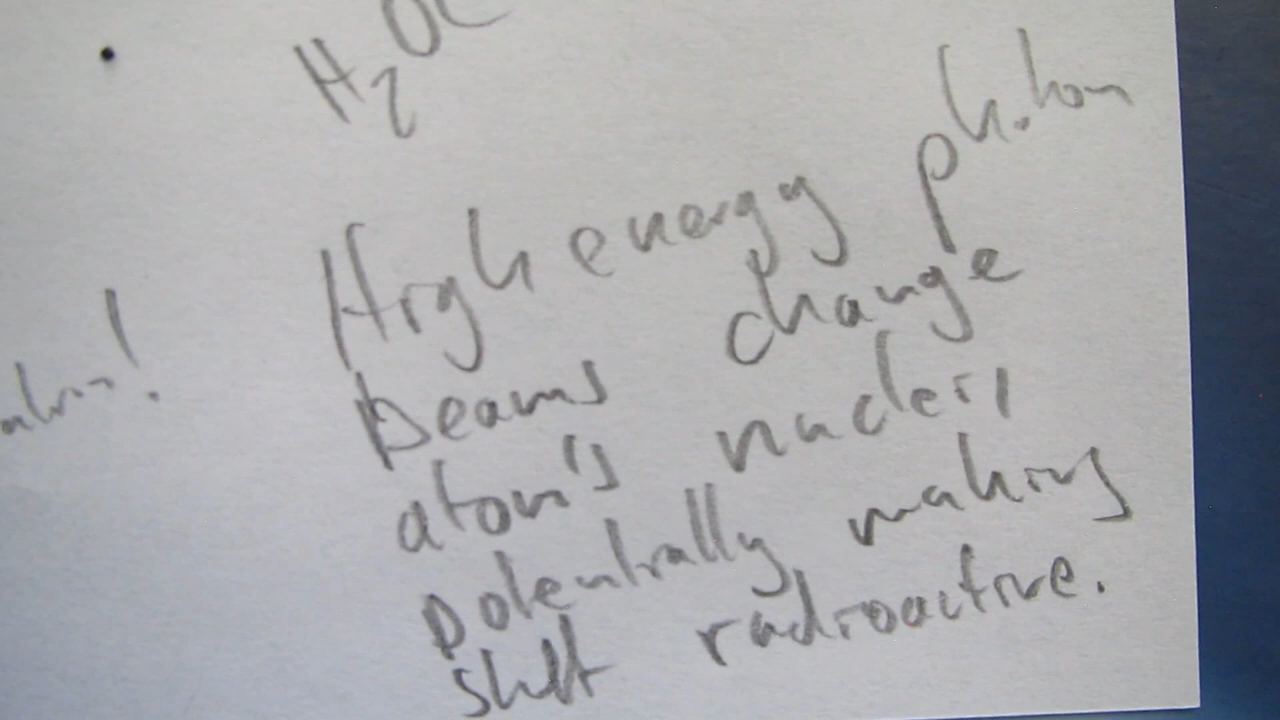 H₂O
High energy photon
beams change
atom's nuclei,
potentially making
stuff radioactive.